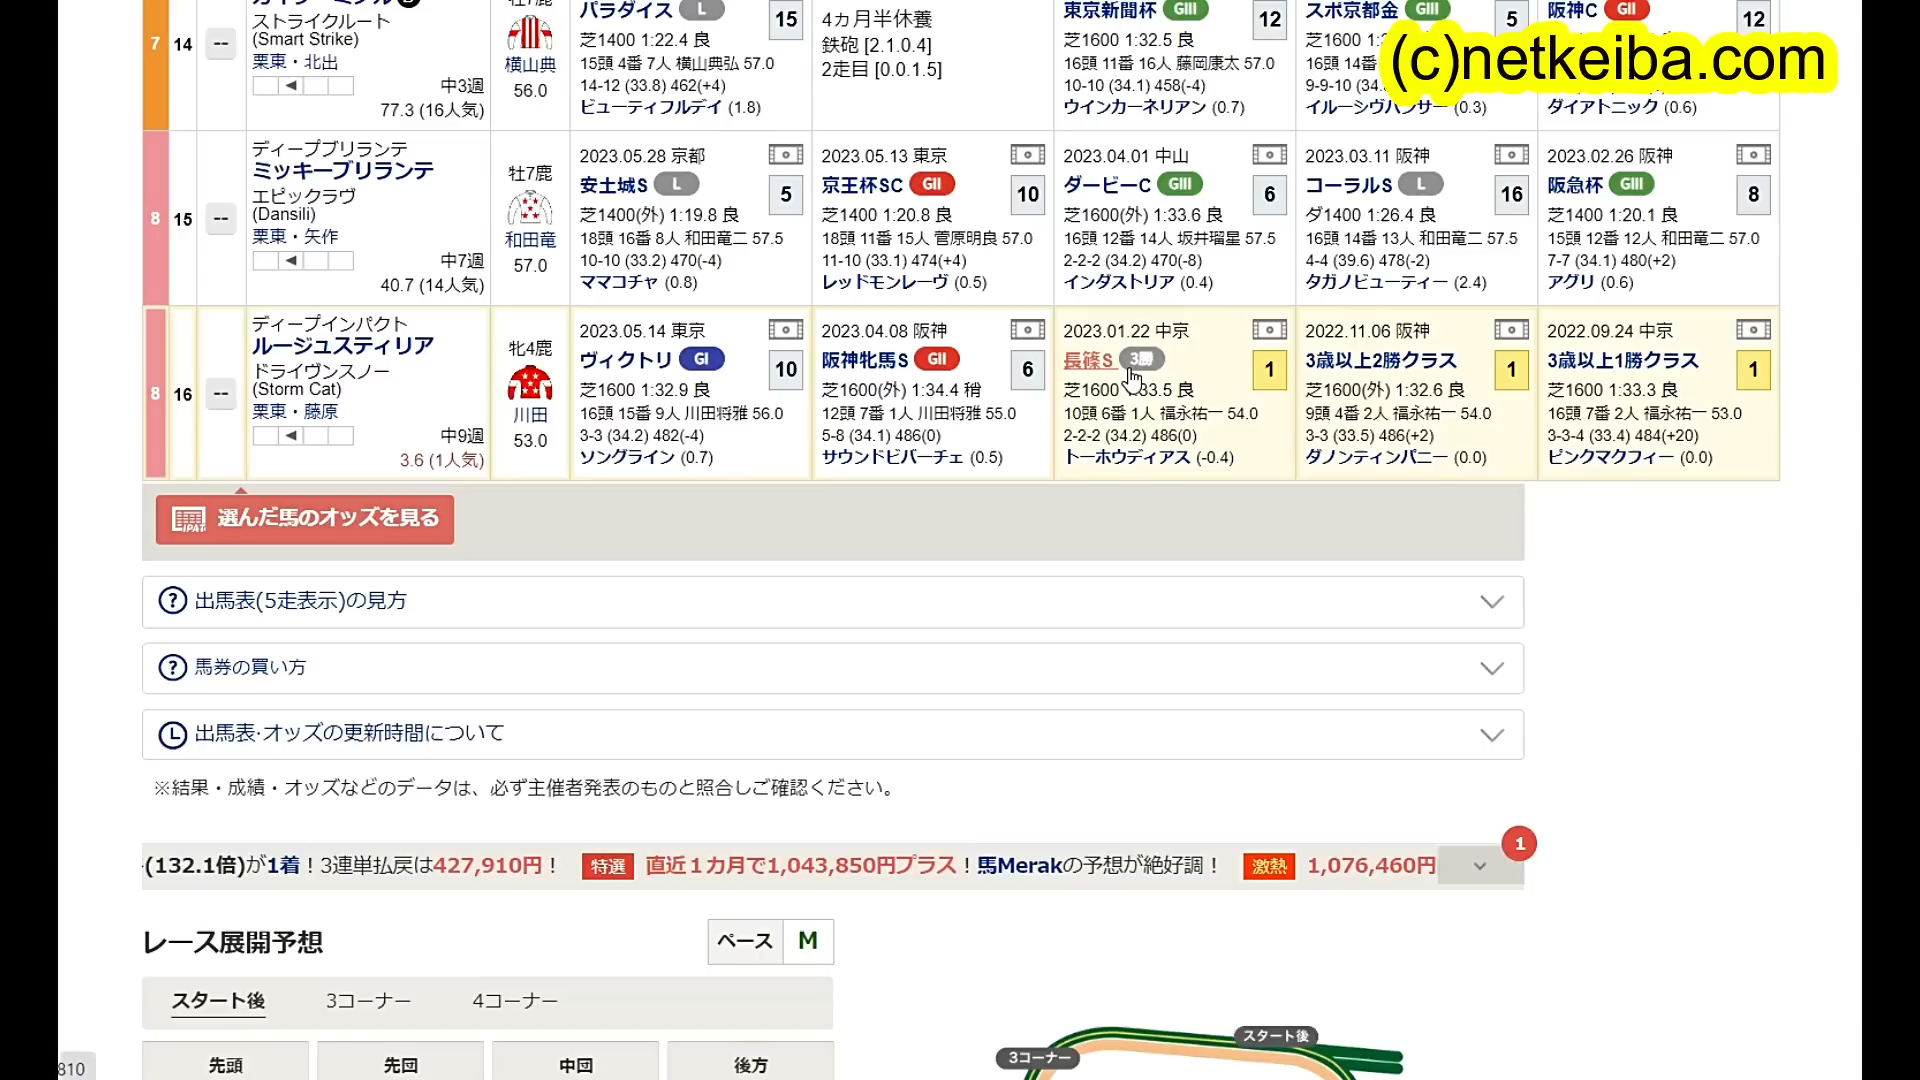 (c)netkeiba.com
7 14 --
ストライクルート
(Smart Strike)
栗東・北出
中3週
77.3 (16人気)
牡7鹿
横山典
56.0
パラダイス L 15
芝1400 1:22.4 良
15頭 4番 7人 横山典弘 57.0
14-12 (33.8) 462(+4)
ビューティフルデイ (1.8)
4ヵ月半休養
鉄砲 [2.1.0.4]
2走目 [0.0.1.5]
東京新聞杯 GIII 12
芝1600 1:32.5 良
16頭 11番 16人 藤岡康太 57.0
10-10 (34.1) 458(-4)
ウインカーネリアン (0.7)
スポ京都金 GIII 5
芝1600
16頭 14番
9-9-10
イルーシヴパンサー (0.3)
阪神C GII 12
ダイアトニック (0.6)
8 15 --
ディープブリランテ
ミッキーブリランテ
エピックラヴ
(Dansili)
栗東・矢作
中7週
40.7 (14人気)
牡7鹿
和田竜
57.0
2023.05.28 京都
安土城S L 5
芝1400(外) 1:19.8 良
18頭 16番 8人 和田竜二 57.5
10-10 (33.2) 470(-4)
ママコチャ (0.8)
2023.05.13 東京
京王杯SC GII 10
芝1400 1:20.8 良
18頭 11番 15人 菅原明良 57.0
11-10 (33.1) 474(+4)
レッドモンレーヴ (0.5)
2023.04.01 中山
ダービーC GIII 6
芝1600(外) 1:33.6 良
16頭 12番 14人 坂井瑠星 57.5
2-2-2 (34.2) 470(-8)
インダストリア (0.4)
2023.03.11 阪神
コーラルS L 16
ダ1400 1:26.4 良
16頭 14番 13人 和田竜二 57.5
4-4 (39.6) 478(-2)
タガノビューティー (2.4)
2023.02.26 阪神
阪急杯 GIII 8
芝1400 1:20.1 良
15頭 12番 12人 和田竜二 57.0
7-7 (34.1) 480(+2)
アグリ (0.6)
8 16 --
ディープインパクト
ルージュスティリア
ドライヴンスノー
(Storm Cat)
栗東・藤原
中9週
3.6 (1人気)
牝4鹿
川田
53.0
2023.05.14 東京
ヴィクトリ GI 10
芝1600 1:32.9 良
16頭 15番 9人 川田将雅 56.0
3-3 (34.2) 482(-4)
ソングライン (0.7)
2023.04.08 阪神
阪神牝馬S GII 6
芝1600(外) 1:34.4 稍
12頭 7番 1人 川田将雅 55.0
5-8 (34.1) 486(0)
サウンドビバーチェ (0.5)
2023.01.22 中京
長篠S 3勝 1
芝1600 1:33.5 良
10頭 6番 1人 福永祐一 54.0
2-2-2 (34.2) 486(0)
トーホウディアス (-0.4)
2022.11.06 阪神
3歳以上2勝クラス 1
芝1600(外) 1:32.6 良
9頭 4番 2人 福永祐一 54.0
3-3 (33.5) 486(+2)
ダノンティンパニー (0.0)
2022.09.24 中京
3歳以上1勝クラス 1
芝1600 1:33.3 良
16頭 7番 2人 福永祐一 53.0
3-3-4 (33.4) 484(+20)
ピンクマクフィー (0.0)
IPAT 選んだ馬のオッズを見る
? 出馬表(5走表示)の見方
? 馬券の買い方
出馬表・オッズの更新時間について
※結果・成績・オッズなどのデータは、必ず主催者発表のものと照合しご確認ください。
(132.1倍)が1着！3連単払戻は427,910円！ 特選 直近1カ月で1,043,850円プラス！馬Merakの予想が絶好調！ 激熱 1,076,460円
1
レース展開予想
ペース M
スタート後 3コーナー 4コーナー
先頭 先団 中団 後方
スタート後
3コーナー
810